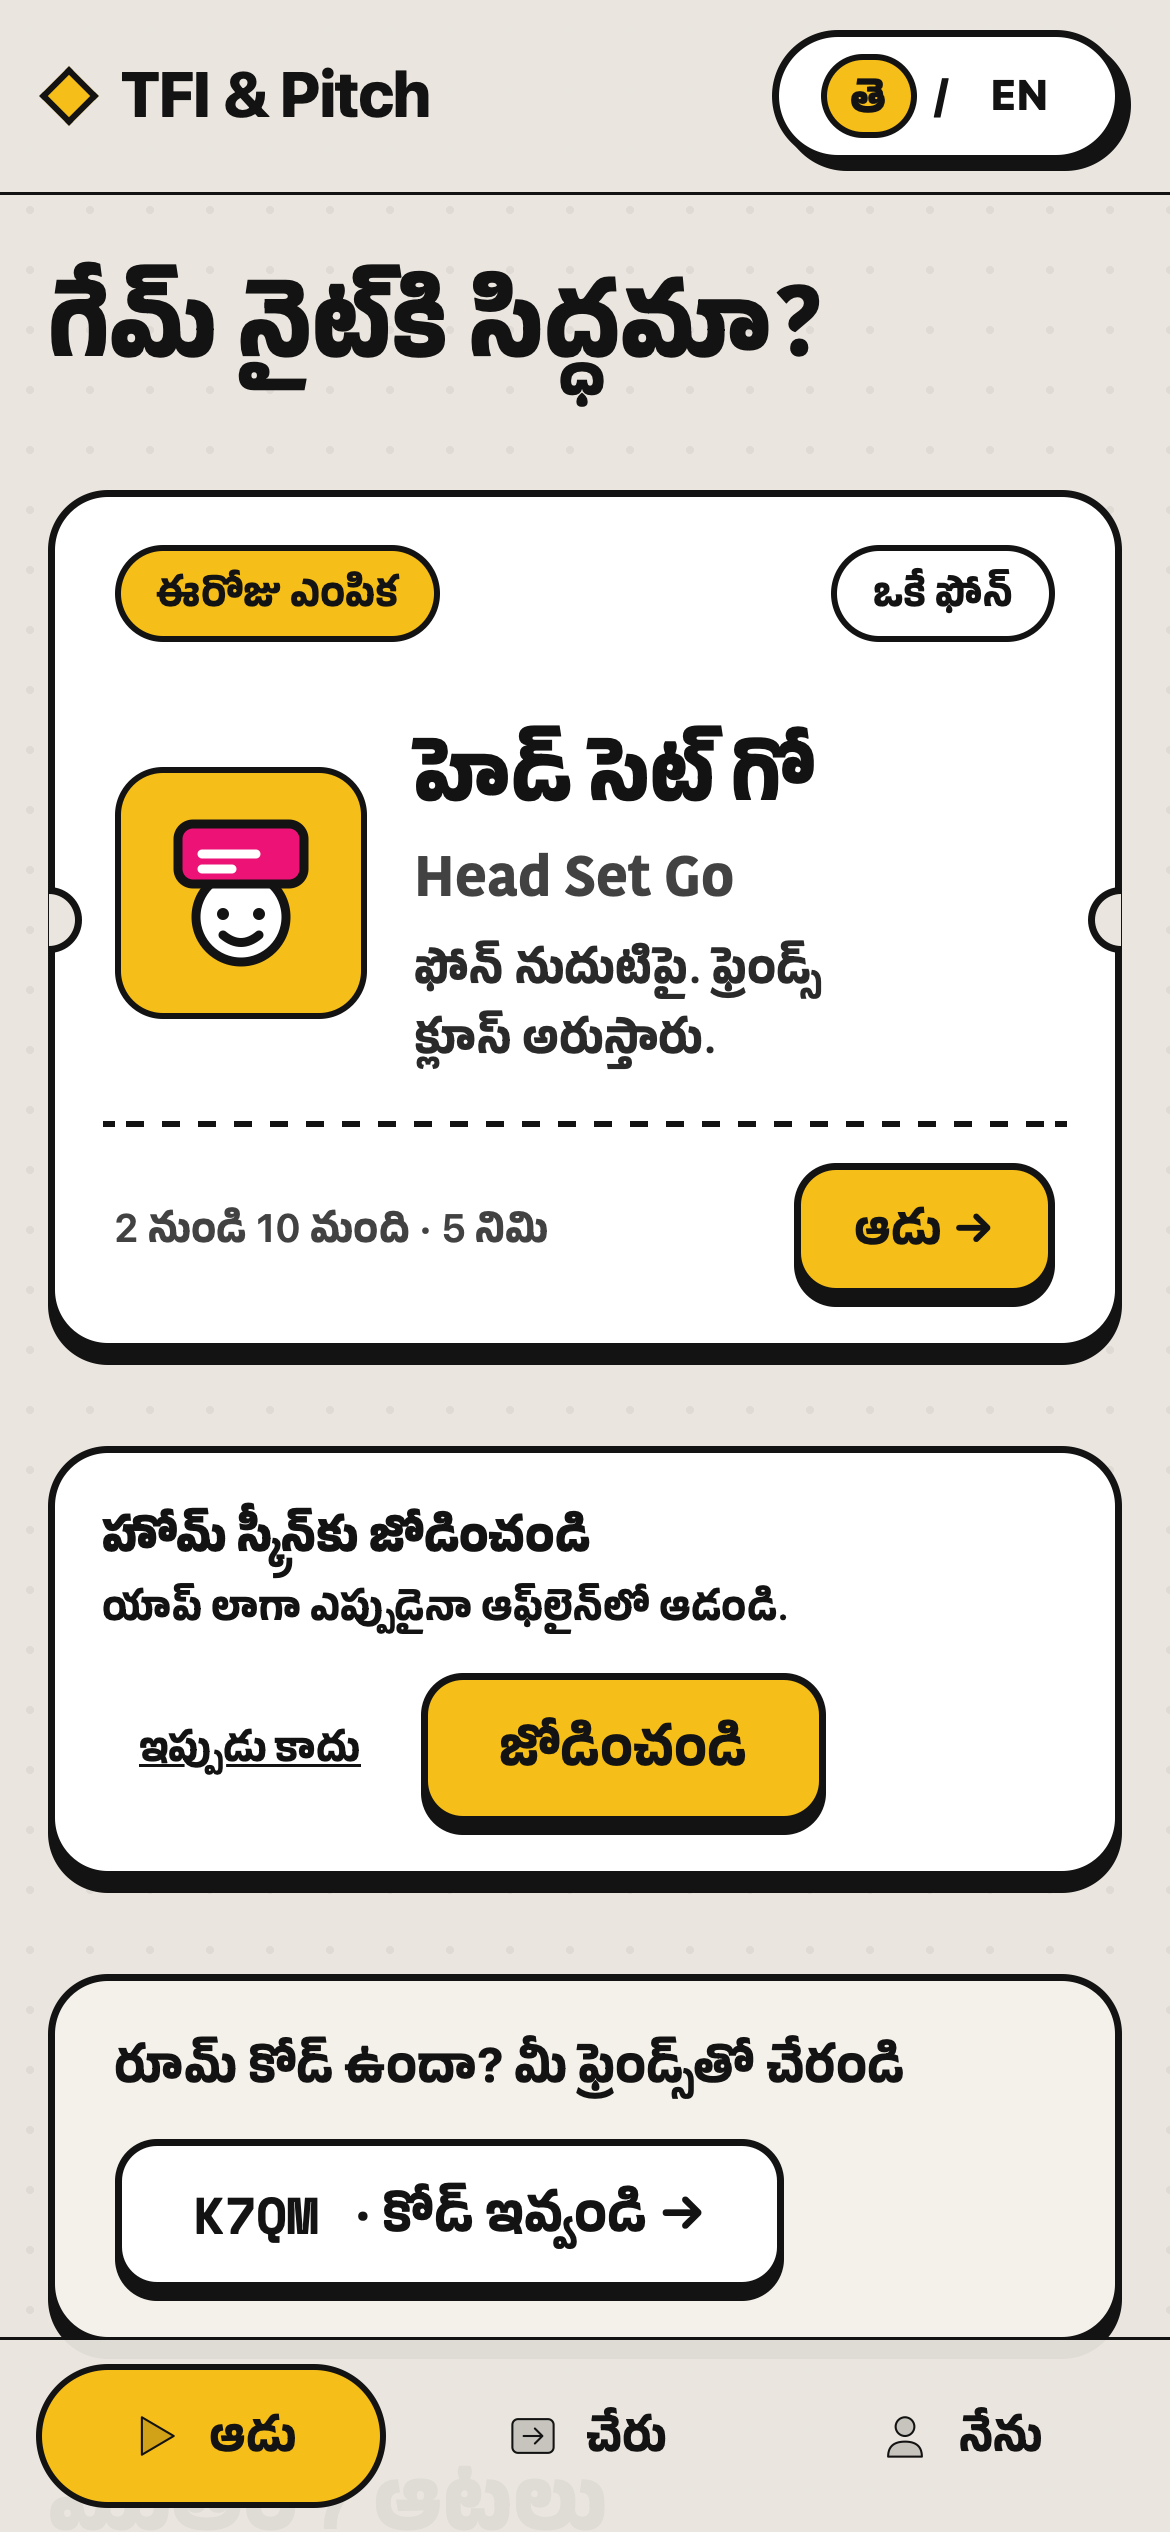 TFI & Pitch
తె / EN
గేమ్ నైట్‌కి సిద్ధమా?
ఈరోజు ఎంపిక
ఒకే ఫోన్
హెడ్ సెట్ గో
Head Set Go
ఫోన్ నుదుటిపై. ఫ్రెండ్స్
క్లూస్ అరుస్తారు.
2 నుండి 10 మంది · 5 నిమి
ఆడు →
హోమ్ స్క్రీన్‌కు జోడించండి
యాప్ లాగా ఎప్పుడైనా ఆఫ్‌లైన్‌లో ఆడండి.
ఇప్పుడు కాదు
జోడించండి
రూమ్ కోడ్ ఉందా? మీ ఫ్రెండ్స్‌తో చేరండి
K7QM · కోడ్ ఇవ్వండి →
ఆడు
చేరు
నేను
ఆటలు